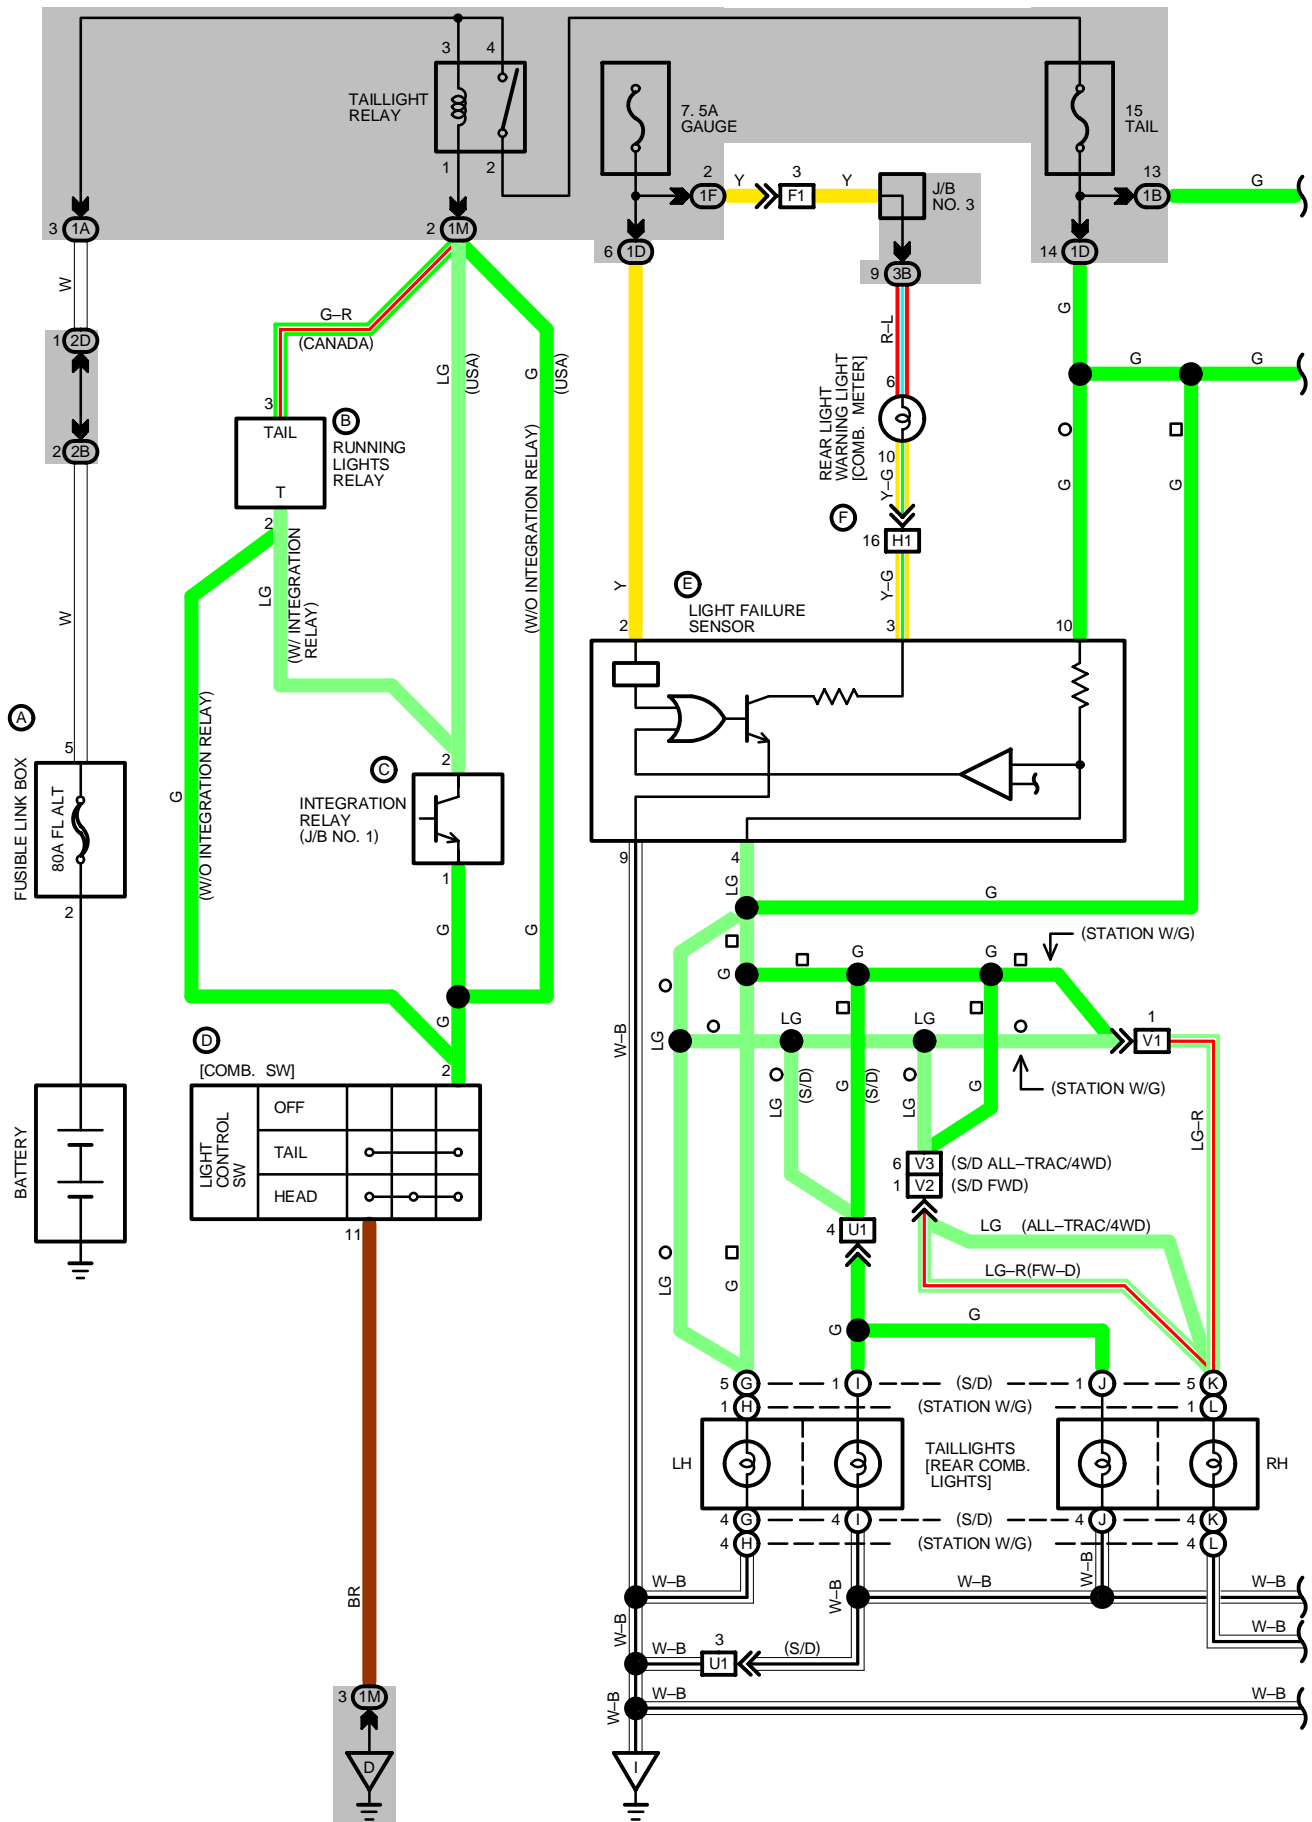 3 4
TAILLIGHT
RELAY
1 2
7. 5A
GAUGE
15
TAIL
2
1F
Y
3
F1
Y
J/B
NO. 3
13
1B
G
3 1A
2 1M
6 1D
9 3B
14 1D
W
1 2D
2 2B
W
G–R
(CANADA)
LG
(USA)
G
(USA)
R–L
G
G
G
3
TAIL
T
2
B
RUNNING
LIGHTS
RELAY
REAR LIGHT
WARNING LIGHT
[COMB. METER]
6
10
Y–G
F
16 H1
Y–G
G
G
LG
(W/ INTEGRATION
RELAY)
(W/O INTEGRATION RELAY)
Y
E
LIGHT FAILURE
SENSOR
2
3
10
A
5
FUSIBLE LINK BOX
80A FL ALT
2
G
(W/O INTEGRATION RELAY)
C
2
INTEGRATION
RELAY
(J/B NO. 1)
1
G
G
G
9
4
LG
G
(STATION W/G)
G
G
G
LG
LG
LG
1
V1
(STATION W/G)
W–B
LG
(S/D)
G
(S/D)
LG
G
LG–R
D
[COMB. SW]
2
LIGHT
CONTROL
SW
OFF
TAIL
HEAD
11
BATTERY
6 V3 (S/D ALL–TRAC/4WD)
1 V2 (S/D FWD)
4 U1
LG (ALL–TRAC/4WD)
LG–R(FW–D)
LG
G
G
G
5 G 1 I (S/D) 1 J 5 K
1 H (STATION W/G) 1 L
LH
TAILLIGHTS
[REAR COMB.
LIGHTS]
RH
4 G 4 I (S/D) 4 J 4 K
4 H (STATION W/G) 4 L
BR
W–B
W–B
W–B
W–B
W–B
W–B
W–B
W–B
3
U1
(S/D)
W–B
W–B
W–B
W–B
3 1M
D
I